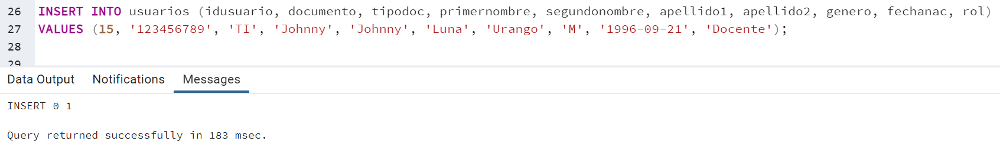 26 INSERT INTO usuarios (idusuario, documento, tipodoc, primernombre, segundonombre, apellido1, apellido2, genero, fechanac, rol)
27 VALUES (15, '123456789', 'TI', 'Johnny', 'Johnny', 'Luna', 'Urango', 'M', '1996-09-21', 'Docente');
28
29
Data Output Notifications Messages
INSERT 0 1
Query returned successfully in 183 msec.